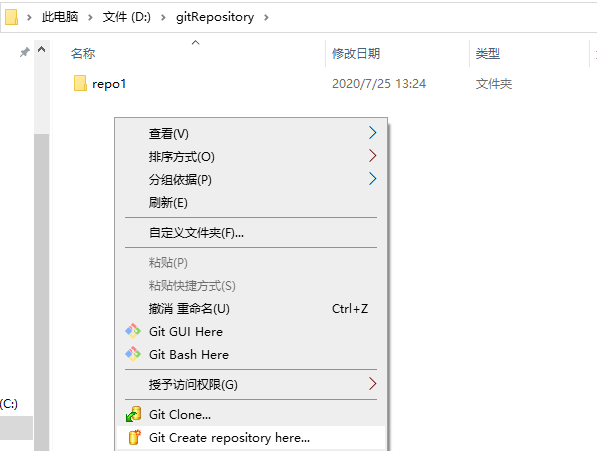 此电脑 > 文件 (D:) > gitRepository >
名称 修改日期 类型
repo1 2020/7/25 13:24 文件夹
查看(V)
排序方式(O)
分组依据(P)
刷新(E)
自定义文件夹(F)...
粘贴(P)
粘贴快捷方式(S)
撤消 重命名(U) Ctrl+Z
Git GUI Here
Git Bash Here
授予访问权限(G)
(C:)
Git Clone...
Git Create repository here...